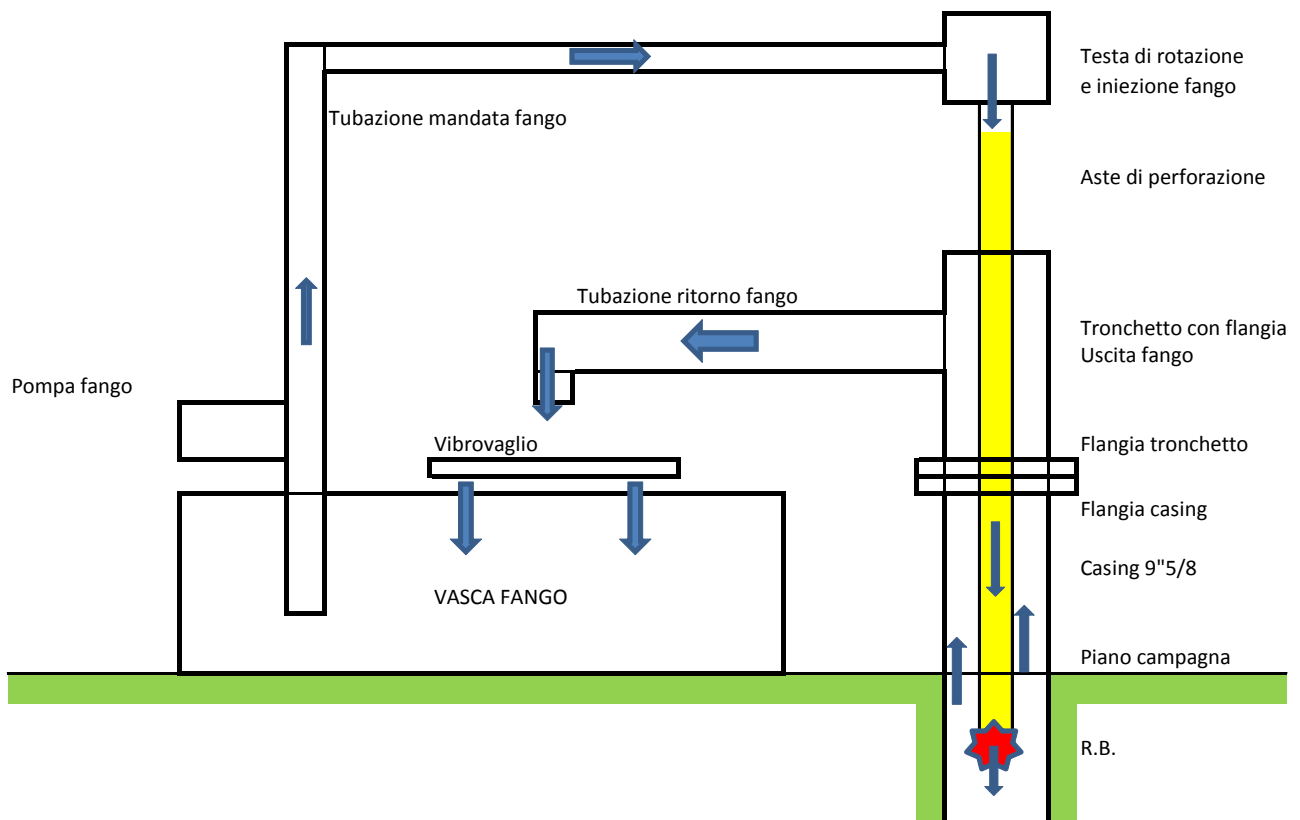 Testa di rotazione
e iniezione fango
Tubazione mandata fango
Aste di perforazione
Tubazione ritorno fango
Tronchetto con flangia
Uscita fango
Pompa fango
Vibrovaglio
Flangia tronchetto
Flangia casing
Casing 9"5/8
VASCA FANGO
Piano campagna
R.B.